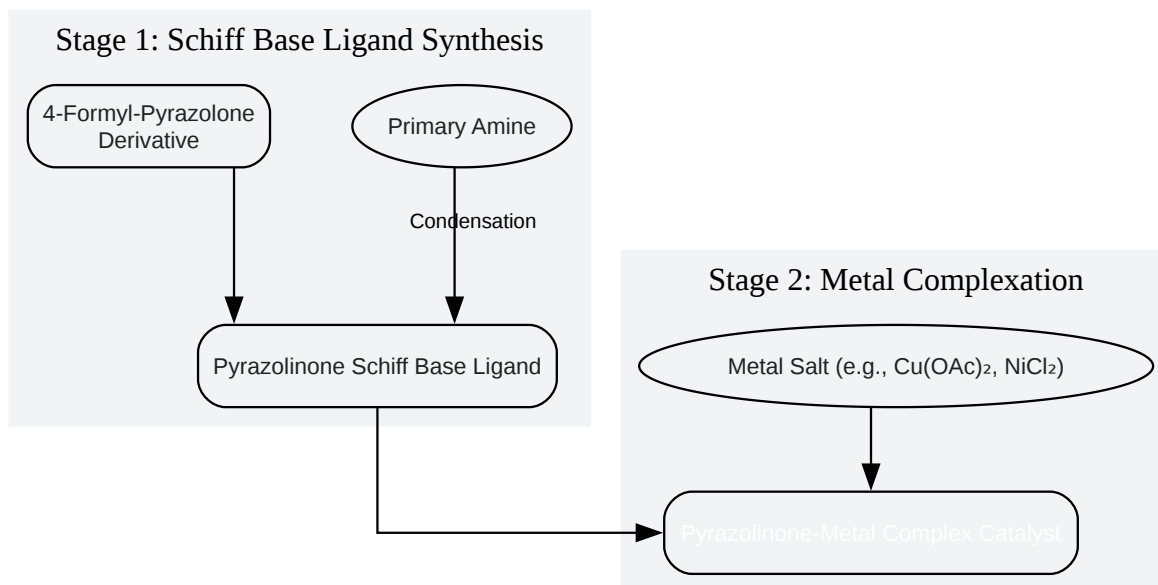 Stage 1: Schiff Base Ligand Synthesis
4-Formyl-Pyrazolone
Derivative
Primary Amine
Condensation
Pyrazolinone Schiff Base Ligand
Stage 2: Metal Complexation
Metal Salt (e.g., Cu(OAc)₂, NiCl₂)
Pyrazolinone-Metal Complex Catalyst